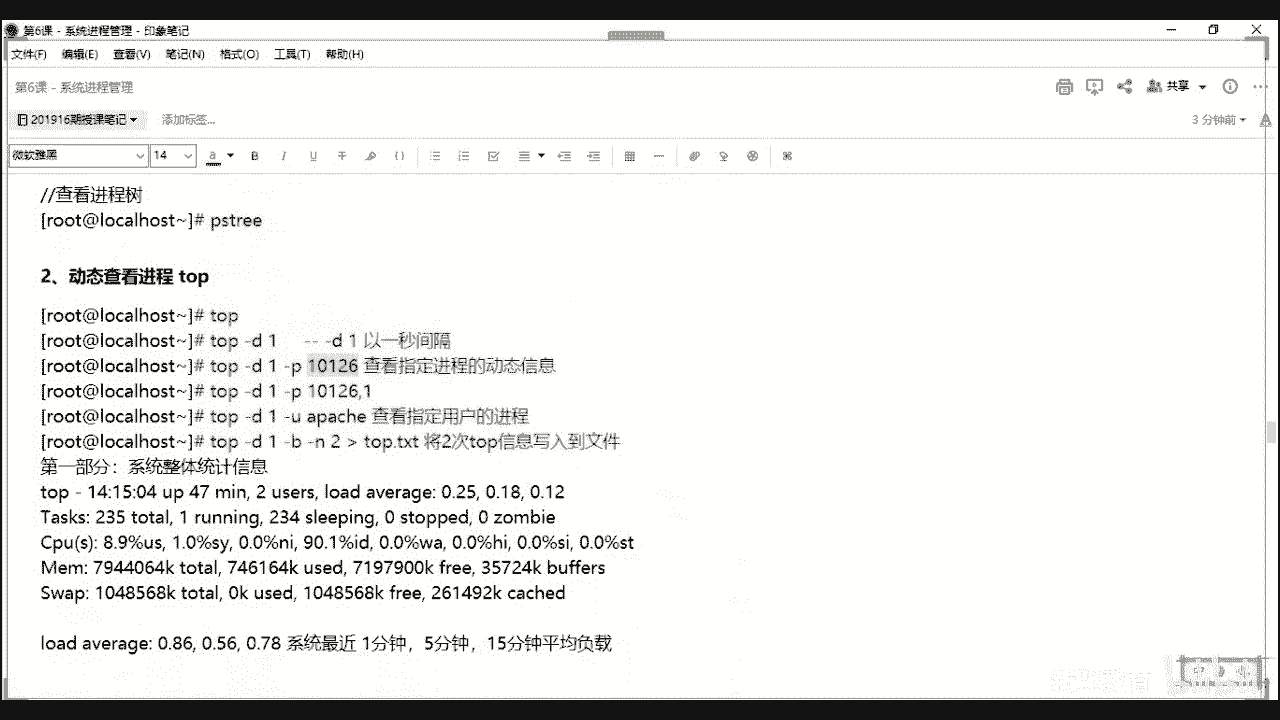 第6课 - 系统进程管理 - 印象笔记
文件(F) 编辑(E) 查看(V) 笔记(N) 格式(O) 工具(T) 帮助(H)
第6课 - 系统进程管理
共享
201916期授课笔记 添加标签...
3 分钟前
微软雅黑 14
//查看进程树
[root@localhost~]# pstree
2、动态查看进程 top
[root@localhost~]# top
[root@localhost~]# top -d 1 -- -d 1 以一秒间隔
[root@localhost~]# top -d 1 -p 10126 查看指定进程的动态信息
[root@localhost~]# top -d 1 -p 10126,1
[root@localhost~]# top -d 1 -u apache 查看指定用户的进程
[root@localhost~]# top -d 1 -b -n 2 > top.txt 将2次top信息写入到文件
第一部分：系统整体统计信息
top - 14:15:04 up 47 min, 2 users, load average: 0.25, 0.18, 0.12
Tasks: 235 total, 1 running, 234 sleeping, 0 stopped, 0 zombie
Cpu(s): 8.9%us, 1.0%sy, 0.0%ni, 90.1%id, 0.0%wa, 0.0%hi, 0.0%si, 0.0%st
Mem: 7944064k total, 746164k used, 7197900k free, 35724k buffers
Swap: 1048568k total, 0k used, 1048568k free, 261492k cached
load average: 0.86, 0.56, 0.78 系统最近 1分钟，5分钟，15分钟平均负载